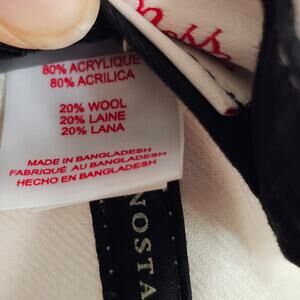 80% ACRYLIQUE
80% ACRILICA
20% WOOL
20% LAINE
20% LANA
MADE IN BANGLADESH
FABRIQUÉ AU BANGLADESH
HECHO EN BANGLADESH
NOSTA